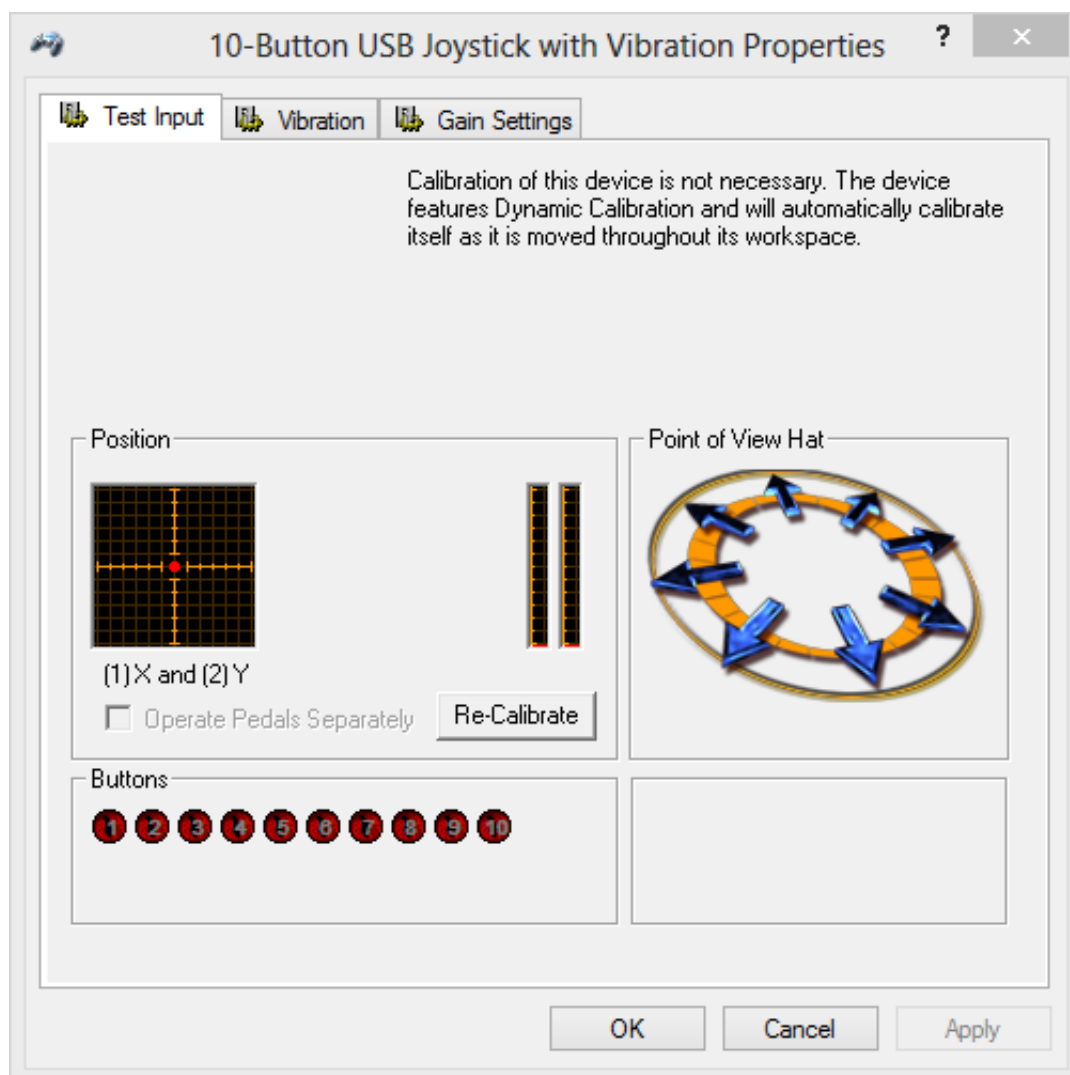 10-Button USB Joystick with Vibration Properties
?
Test Input
Vibration
Gain Settings
Calibration of this device is not necessary. The device
features Dynamic Calibration and will automatically calibrate
itself as it is moved throughout its workspace.
Position
Point of View Hat
(1) X and (2) Y
Operate Pedals Separately
Re-Calibrate
Buttons
1 2 3 4 5 6 7 8 9 10
OK
Cancel
Apply